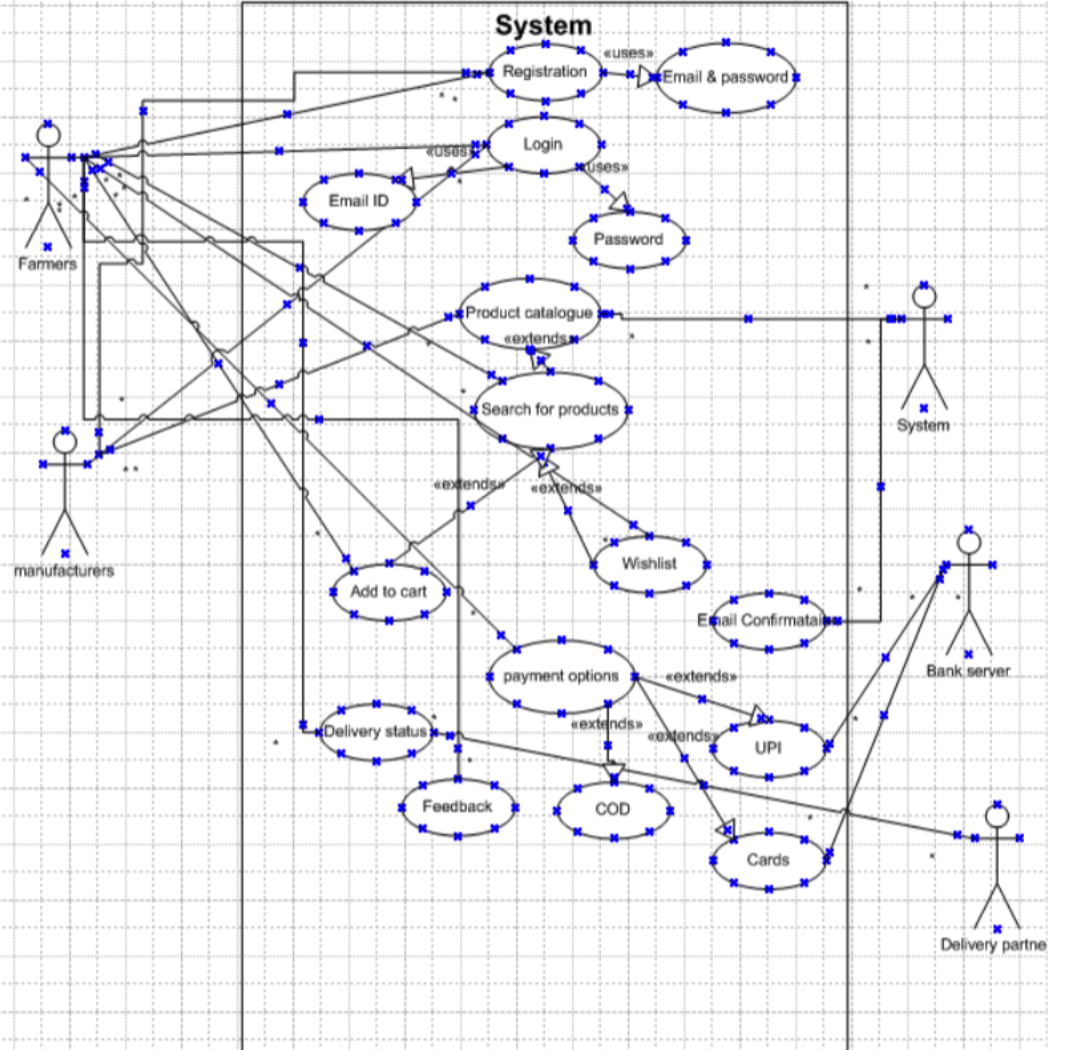 System
«uses»
Registration
Email & password
Login
«uses»
«uses»
Email ID
Password
Farmers
Product catalogue
«extends»
Search for products
System
«extends»
«extends»
manufacturers
Wishlist
Add to cart
Email Confirmatain
Bank server
payment options
«extends»
«extends»
«extends»
Delivery status
UPI
Feedback
COD
Cards
Delivery partne